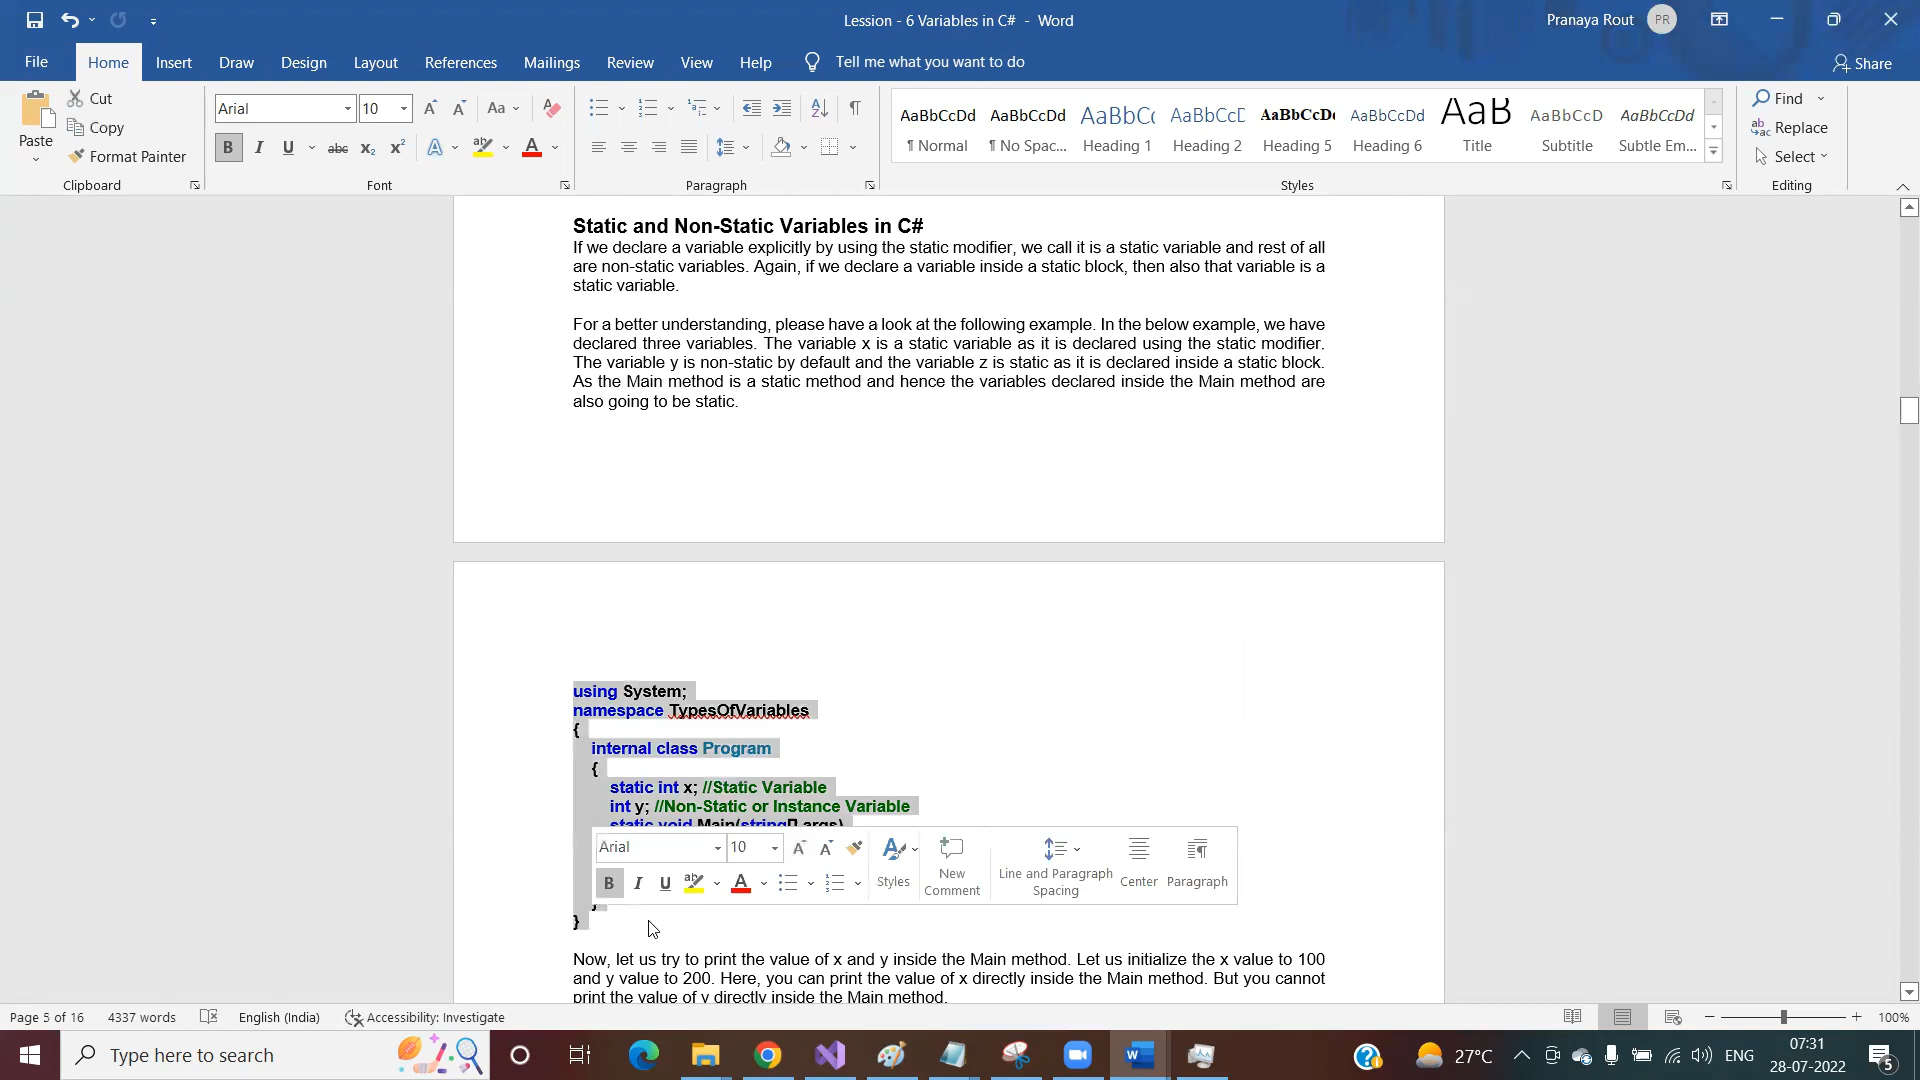 Lession - 6 Variables in C# - Word
Pranaya Rout
PR
File
Home
Insert
Draw
Design
Layout
References
Mailings
Review
View
Help
Tell me what you want to do
Share
Paste
Cut
Copy
Format Painter
Clipboard
Arial
10
Aa
B
I
U
abc
x₂
x²
A
ab
A
Font
Paragraph
AaBbCcDd
¶ Normal
AaBbCcDd
¶ No Spac...
AaBbCc
Heading 1
AaBbCcD
Heading 2
AaBbCcDd
Heading 5
AaBbCcDd
Heading 6
AaB
Title
AaBbCcD
Subtitle
AaBbCcDd
Subtle Em...
Styles
Find
Replace
Select
Editing
Static and Non-Static Variables in C#
If we declare a variable explicitly by using the static modifier, we call it is a static variable and rest of all
are non-static variables. Again, if we declare a variable inside a static block, then also that variable is a
static variable.
For a better understanding, please have a look at the following example. In the below example, we have
declared three variables. The variable x is a static variable as it is declared using the static modifier.
The variable y is non-static by default and the variable z is static as it is declared inside a static block.
As the Main method is a static method and hence the variables declared inside the Main method are
also going to be static.
using System;
namespace TypesOfVariables
{
internal class Program
{
static int x; //Static Variable
int y; //Non-Static or Instance Variable
static void Main(string[] args)
Arial
10
Styles
New
Comment
Line and Paragraph
Spacing
Center
Paragraph
B
I
U
ab
A
}
}
Now, let us try to print the value of x and y inside the Main method. Let us initialize the x value to 100
and y value to 200. Here, you can print the value of x directly inside the Main method. But you cannot
print the value of y directly inside the Main method.
Page 5 of 16
4337 words
English (India)
Accessibility: Investigate
100%
Type here to search
27°C
ENG
07:31
28-07-2022
5